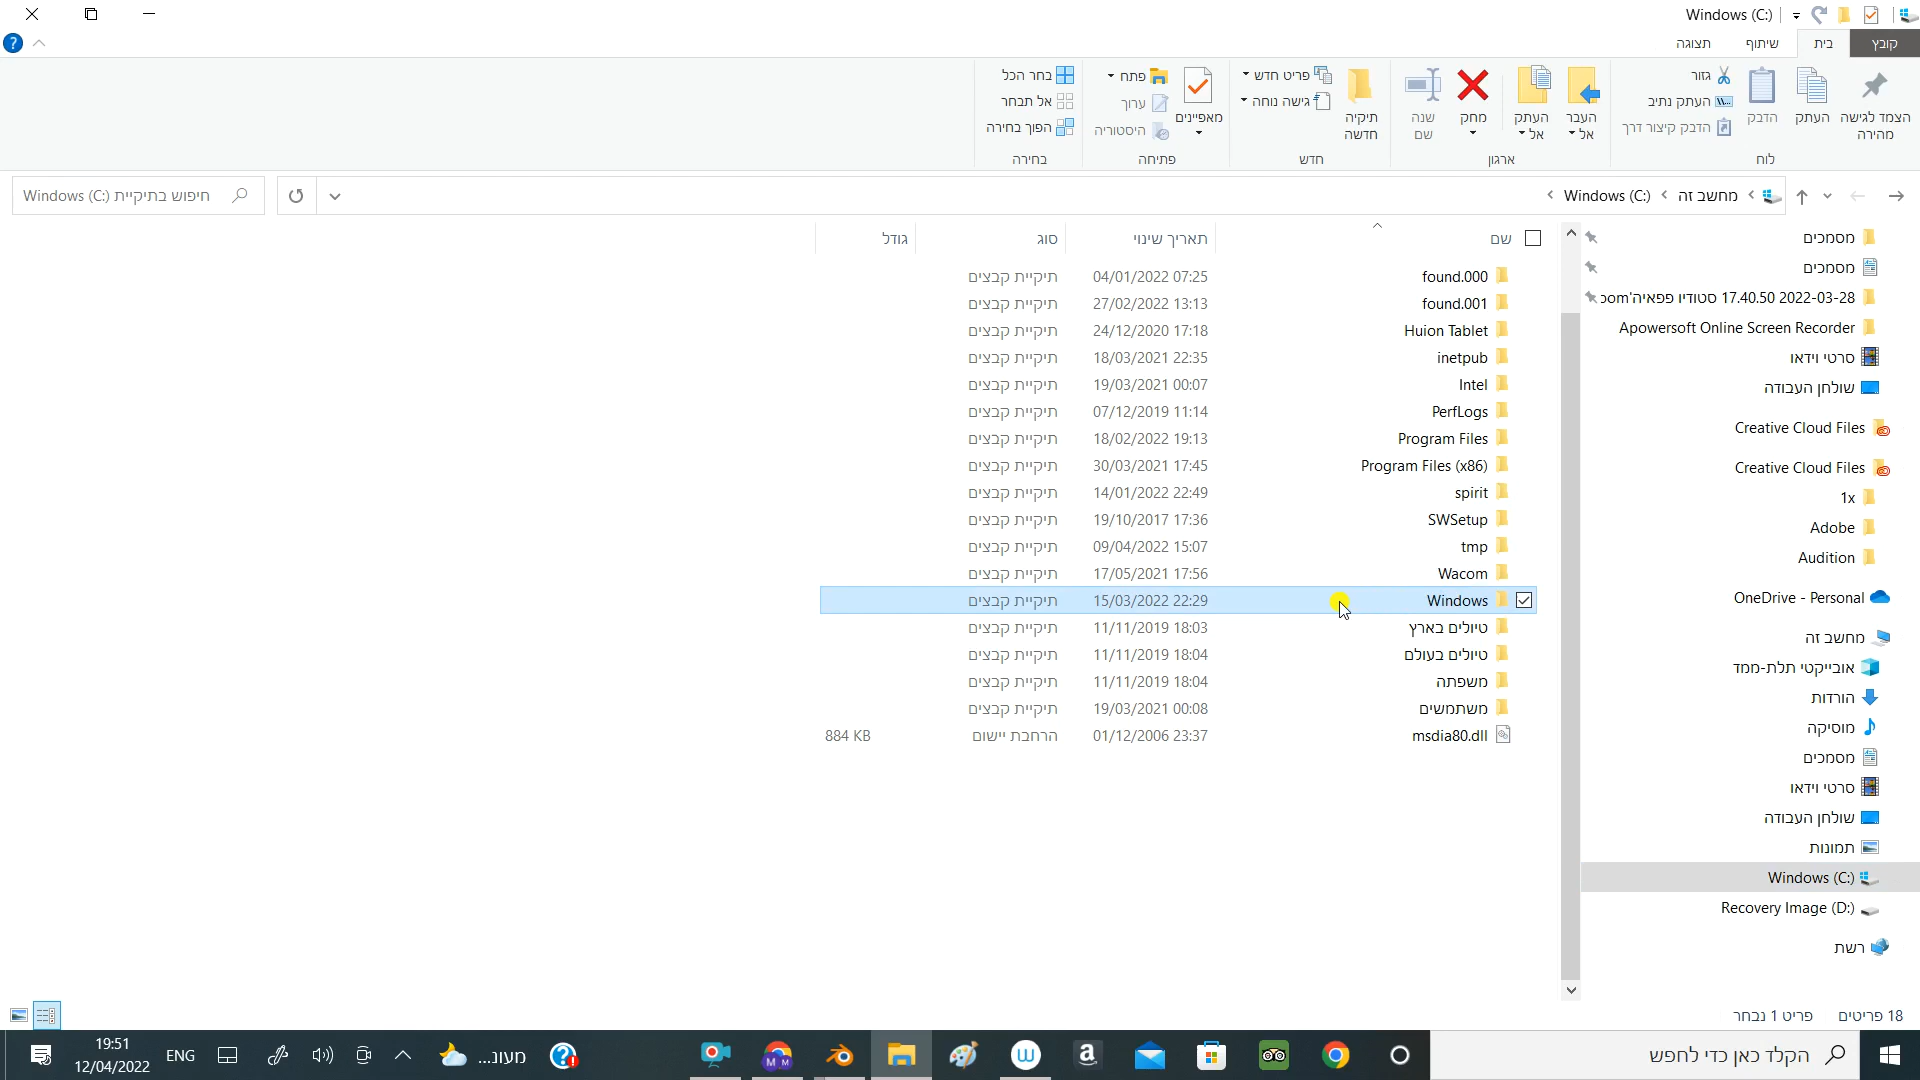 Windows (C:)
קובץ
בית
שיתוף
תצוגה
הצמד לגישה מהירה
העתק
הדבק
גזור
העתק נתיב
הדבק קיצור דרך
לוח
העבר אל
העתק אל
מחק
שנה שם
ארגון
תיקיה חדשה
פריט חדש
גישה נוחה
חדש
מאפיינים
פתח
ערוך
היסטוריה
פתיחה
בחר הכל
אל תבחר
הפוך בחירה
בחירה
מחשב זה › Windows (C:)
חיפוש בתיקיית Windows (C:)
מסמכים
מסמכים
2022-03-28 17.40.50 סטודיו פפאיה'oom
Apowersoft Online Screen Recorder
סרטי וידאו
שולחן העבודה
Creative Cloud Files
Creative Cloud Files
1x
Adobe
Audition
OneDrive - Personal
מחשב זה
אובייקטי תלת-ממד
הורדות
מוסיקה
מסמכים
סרטי וידאו
שולחן העבודה
תמונות
Windows (C:)
Recovery Image (D:)
רשת
שם תאריך שינוי סוג גודל
found.000 04/01/2022 07:25 תיקיית קבצים
found.001 27/02/2022 13:13 תיקיית קבצים
Huion Tablet 24/12/2020 17:18 תיקיית קבצים
inetpub 18/03/2021 22:35 תיקיית קבצים
Intel 19/03/2021 00:07 תיקיית קבצים
PerfLogs 07/12/2019 11:14 תיקיית קבצים
Program Files 18/02/2022 19:13 תיקיית קבצים
Program Files (x86) 30/03/2021 17:45 תיקיית קבצים
spirit 14/01/2022 22:49 תיקיית קבצים
SWSetup 19/10/2017 17:36 תיקיית קבצים
tmp 09/04/2022 15:07 תיקיית קבצים
Wacom 17/05/2021 17:56 תיקיית קבצים
Windows 15/03/2022 22:29 תיקיית קבצים
טיולים בארץ 11/11/2019 18:03 תיקיית קבצים
טיולים בעולם 11/11/2019 18:04 תיקיית קבצים
משפתה 11/11/2019 18:04 תיקיית קבצים
משתמשים 19/03/2021 00:08 תיקיית קבצים
msdia80.dll 01/12/2006 23:37 הרחבת יישום 884 KB
18 פריטים פריט 1 נבחר
הקלד כאן כדי לחפש
מעונ...
ENG
19:51
12/04/2022